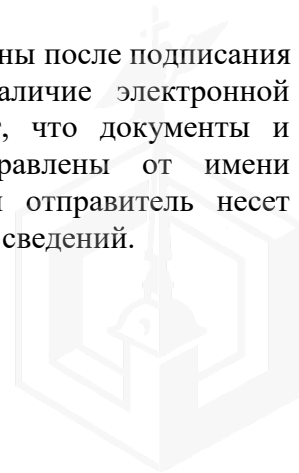 ны после подписания
аличие электронной
, что документы и
равлены от имени
отправитель несет
сведений.